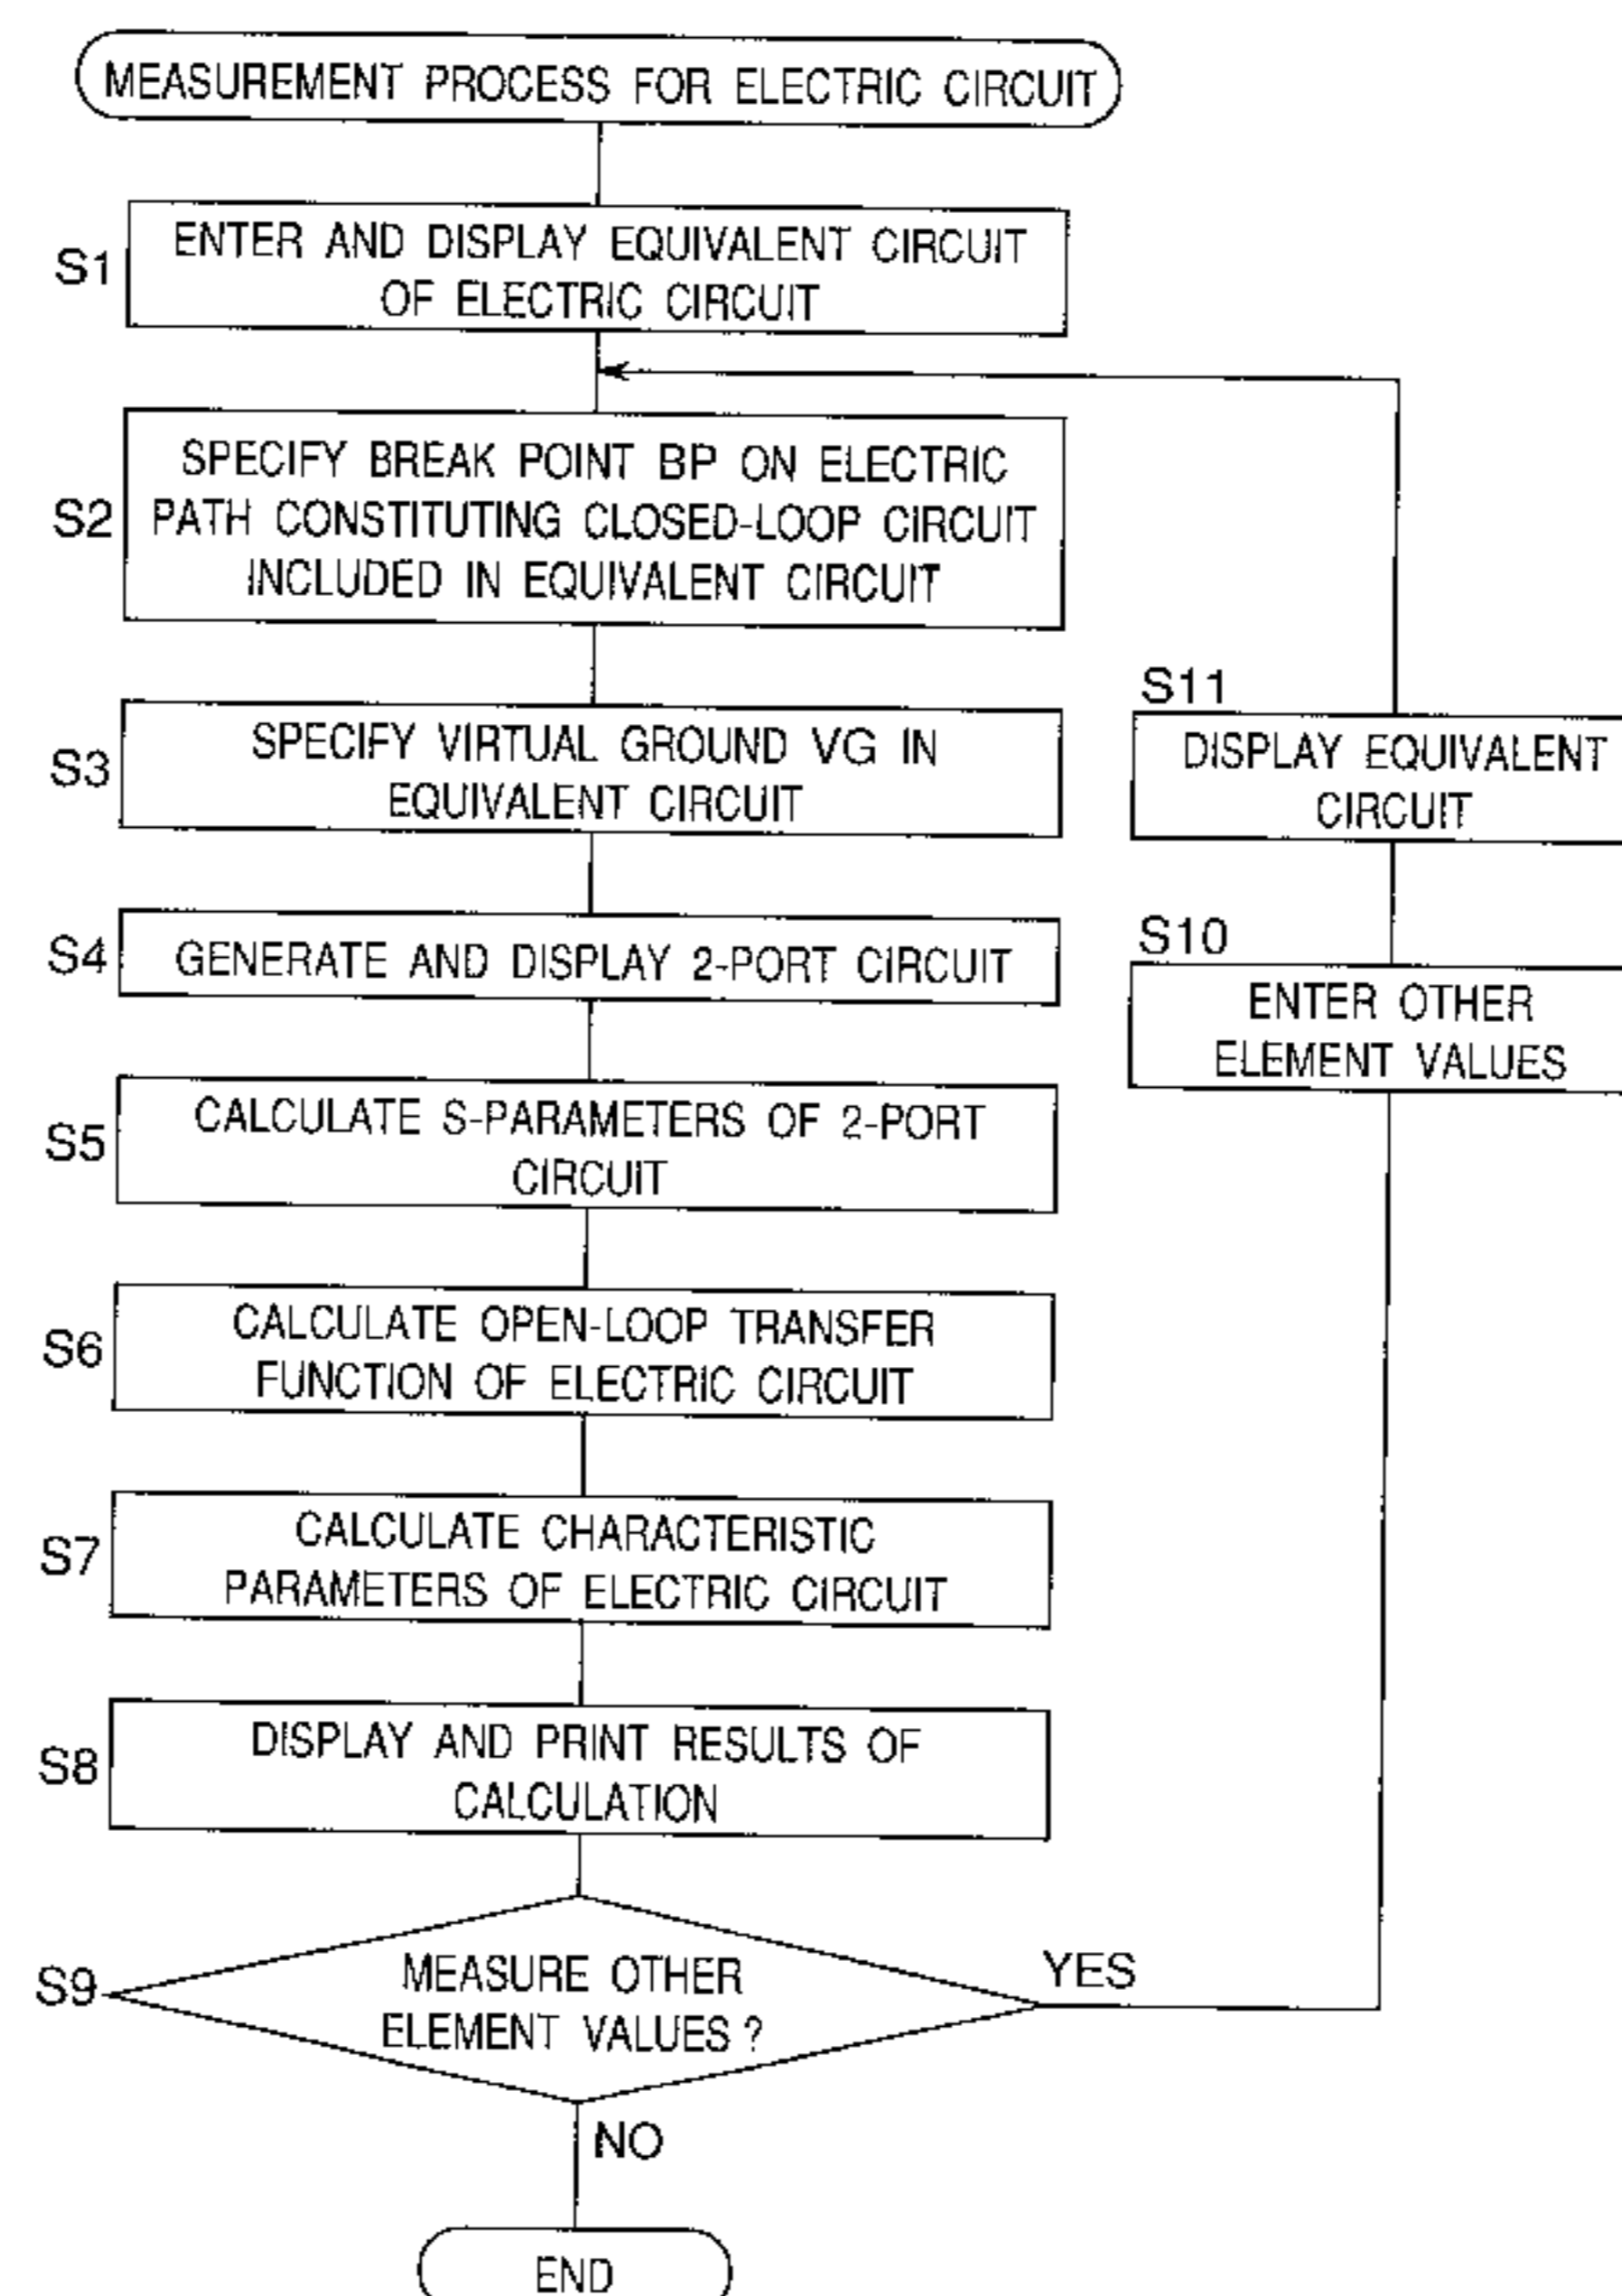 MEASUREMENT PROCESS FOR ELECTRIC CIRCUIT
S1
ENTER AND DISPLAY EQUIVALENT CIRCUIT
OF ELECTRIC CIRCUIT
S2
SPECIFY BREAK POINT BP ON ELECTRIC
PATH CONSTITUTING CLOSED-LOOP CIRCUIT
INCLUDED IN EQUIVALENT CIRCUIT
S3
SPECIFY VIRTUAL GROUND VG IN
EQUIVALENT CIRCUIT
S4
GENERATE AND DISPLAY 2-PORT CIRCUIT
S5
CALCULATE S-PARAMETERS OF 2-PORT
CIRCUIT
S6
CALCULATE OPEN-LOOP TRANSFER
FUNCTION OF ELECTRIC CIRCUIT
S7
CALCULATE CHARACTERISTIC
PARAMETERS OF ELECTRIC CIRCUIT
S8
DISPLAY AND PRINT RESULTS OF
CALCULATION
S9
MEASURE OTHER
ELEMENT VALUES ?
YES
NO
END
S11
DISPLAY EQUIVALENT
CIRCUIT
S10
ENTER OTHER
ELEMENT VALUES